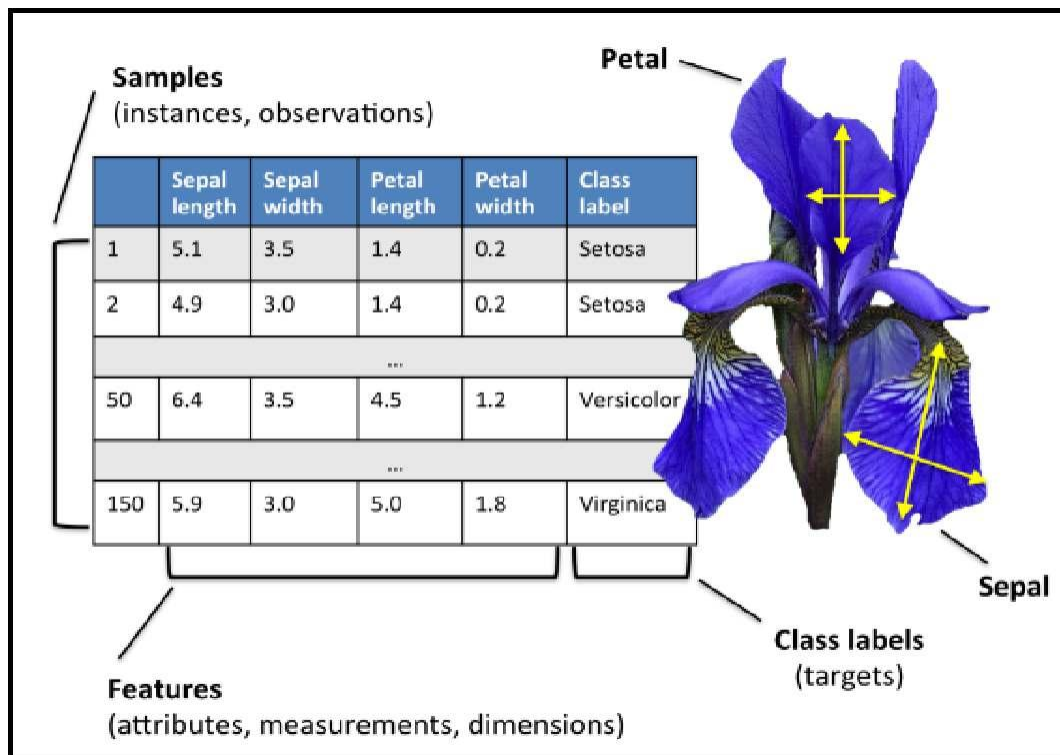 Samples
(instances, observations)
Petal
Sepal length Sepal width Petal length Petal width Class label
1 5.1 3.5 1.4 0.2 Setosa
2 4.9 3.0 1.4 0.2 Setosa
...
50 6.4 3.5 4.5 1.2 Versicolor
...
150 5.9 3.0 5.0 1.8 Virginica
Sepal
Class labels
(targets)
Features
(attributes, measurements, dimensions)